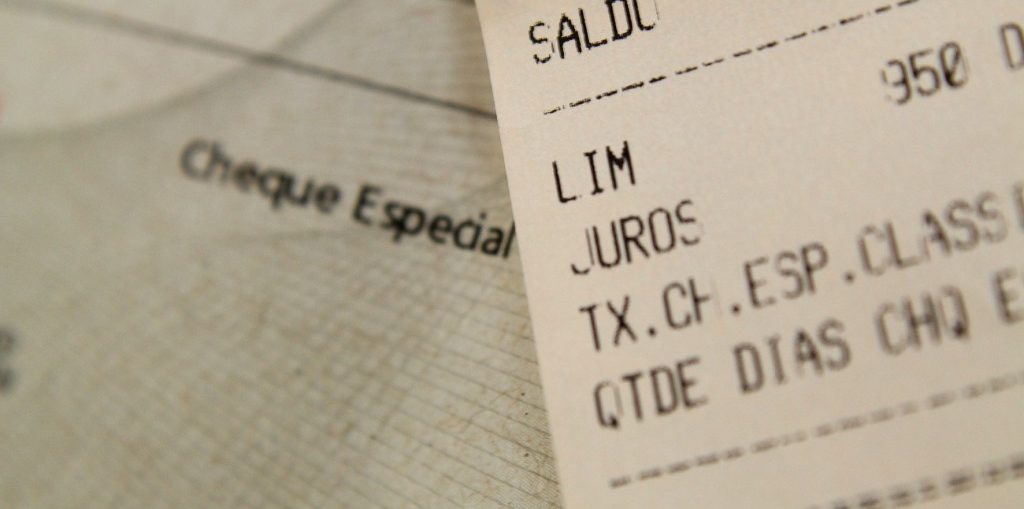 Cheque Especial
SALDO
950 D
LIM
JUROS
TX.CH.ESP.CLASS
QTDE DIAS CHQ E